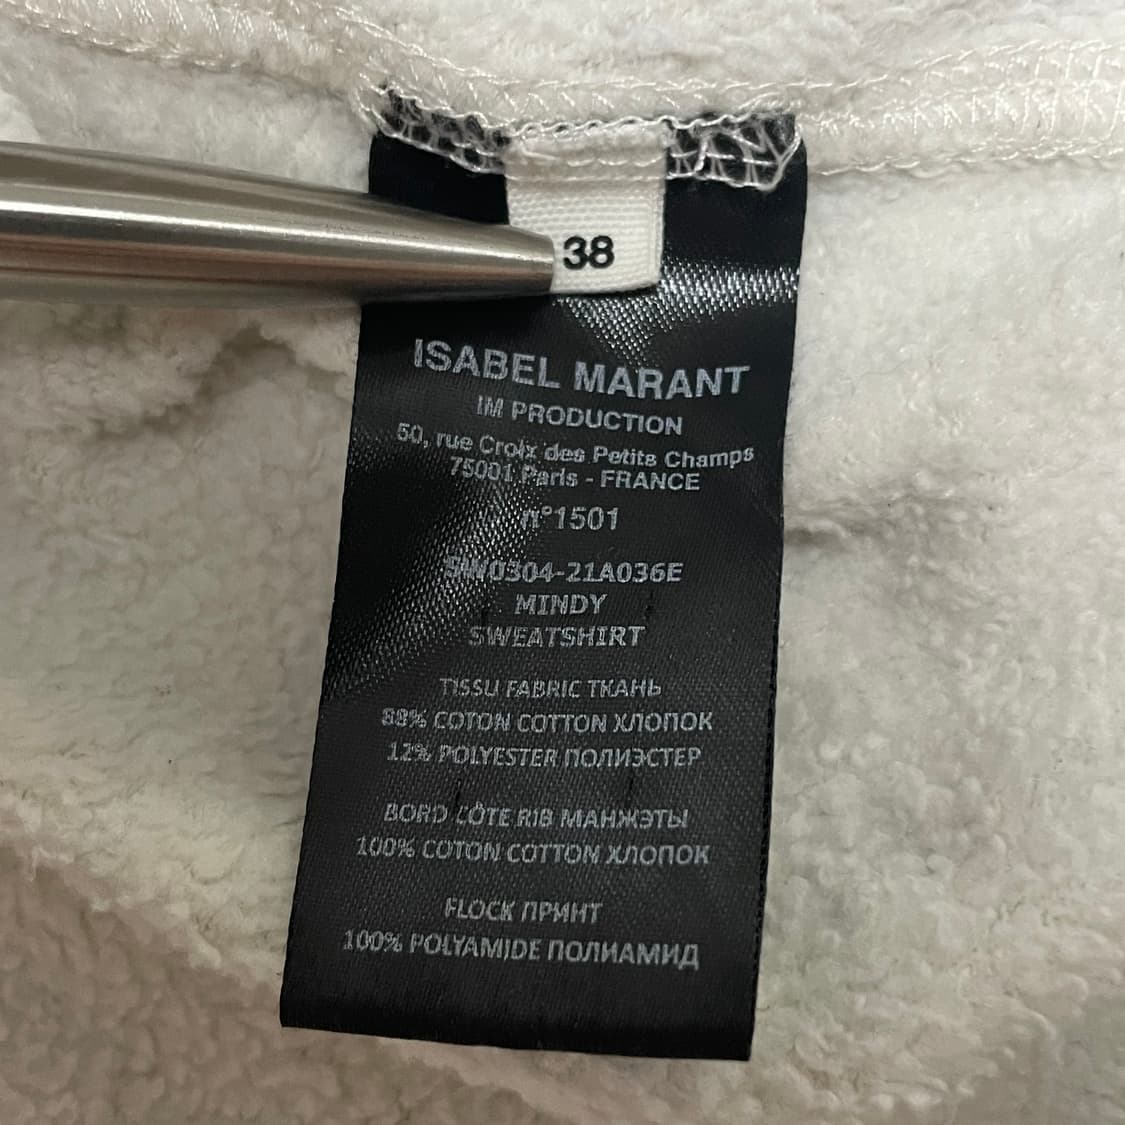 38
ISABEL MARANT
IM PRODUCTION
50, rue Croix des Petits Champs
75001 Paris - FRANCE
n°1501
SW0304-21A036E
MINDY
SWEATSHIRT
TISSU FABRIC ТКАНЬ
88% COTON COTTON ХЛОПОК
12% POLYESTER ПОЛИЭСТЕР
BORD CÔTE RIB МАНЖЭТЫ
100% COTON COTTON ХЛОПОК
FLOCK ПРИНТ
100% POLYAMIDE ПОЛИАМИД